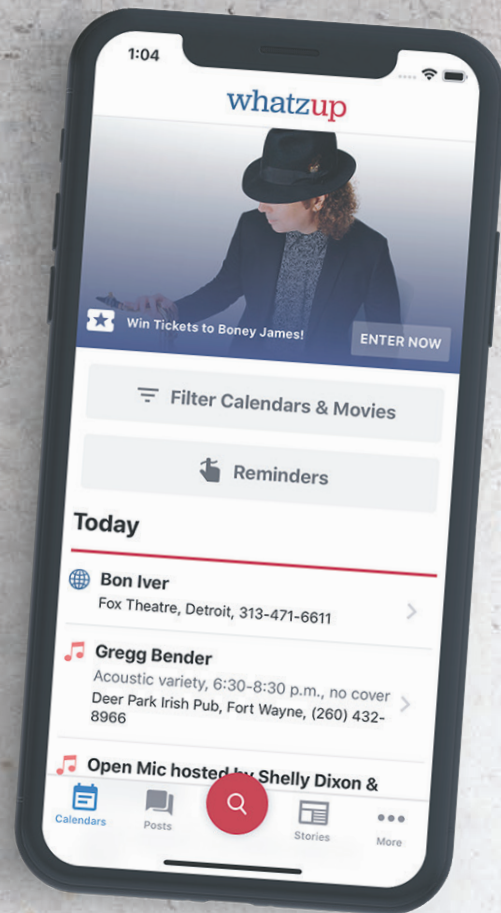 1:04
whatzup
Win Tickets to Boney James!
ENTER NOW
Filter Calendars & Movies
Reminders
Today
Bon Iver
Fox Theatre, Detroit, 313-471-6611
Gregg Bender
Acoustic variety, 6:30-8:30 p.m., no cover
Deer Park Irish Pub, Fort Wayne, (260) 432-
8966
Open Mic hosted by Shelly Dixon &
Calendars
Posts
Stories
More